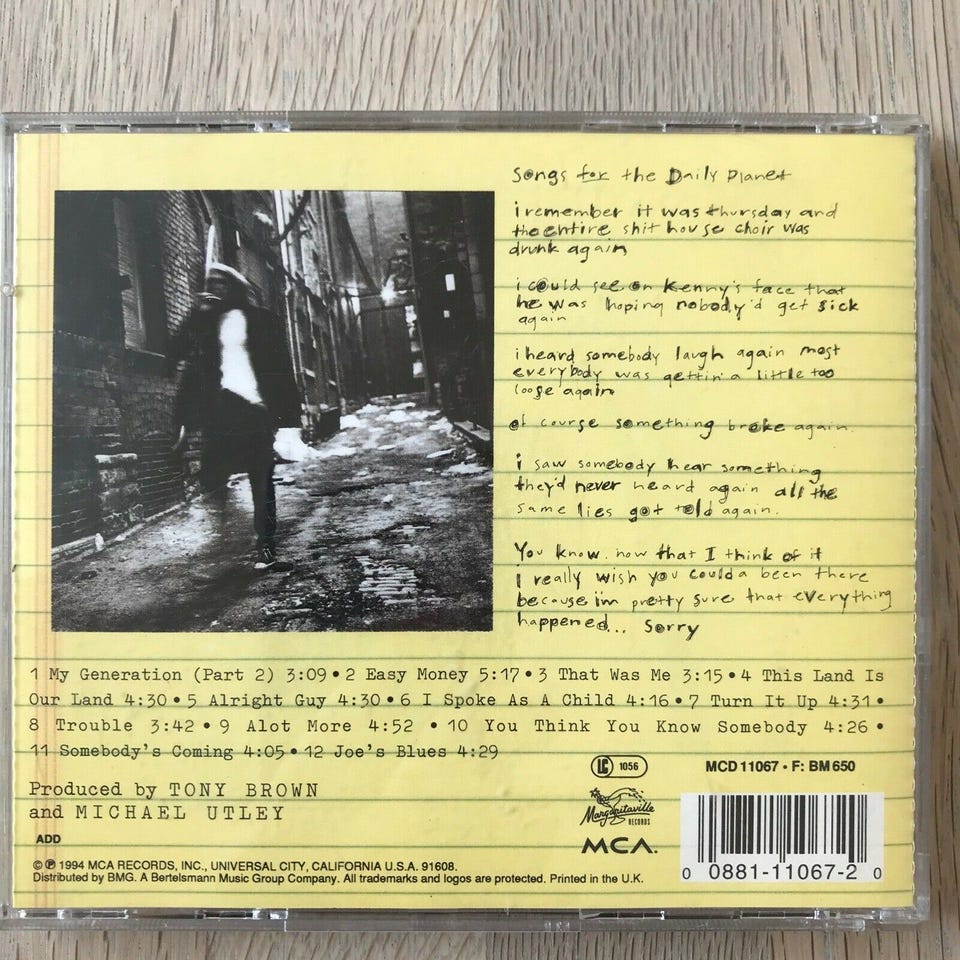 Songs for the Daily Planet
i remember it was thursday and
the entire shit house choir was
drunk again
i could see on Kenny's face that
he was hoping nobody'd get sick
again
i heard somebody laugh again most
everybody was gettin' a little too
loose again
of course something broke again.
i saw somebody hear something
they'd never heard again all the
same lies got told again.
You know. now that I think of it
I really wish you coulda been there
because i'm pretty sure that everything
happened... Sorry
1 My Generation (Part 2) 3:09 • 2 Easy Money 5:17 • 3 That Was Me 3:15 • 4 This Land Is
Our Land 4:30 • 5 Alright Guy 4:30 • 6 I Spoke As A Child 4:16 • 7 Turn It Up 4:31 •
8 Trouble 3:42 • 9 Alot More 4:52 • 10 You Think You Know Somebody 4:26 •
11 Somebody's Coming 4:05 • 12 Joe's Blues 4:29
Produced by TONY BROWN
and MICHAEL UTLEY
ADD
© ℗ 1994 MCA RECORDS, INC., UNIVERSAL CITY, CALIFORNIA U.S.A. 91608.
Distributed by BMG. A Bertelsmann Music Group Company. All trademarks and logos are protected. Printed in the U.K.
LC 1056
MCD 11067 • F: BM 650
Margaritaville
RECORDS
MCA.
0 0881-11067-2 0